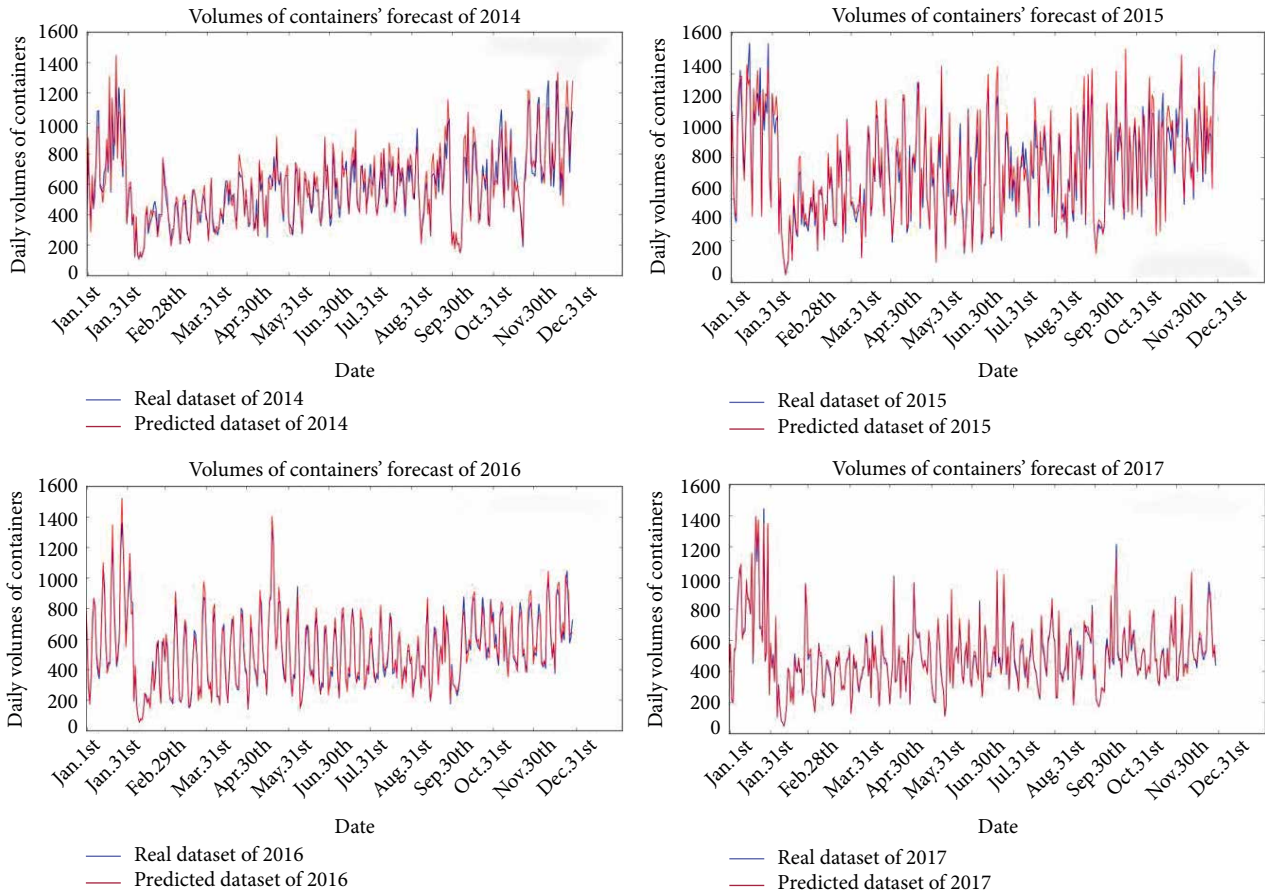 Volumes of containers’ forecast of 2014
Daily volumes of containers
1600
1400
1200
1000
800
600
400
200
0
Jan.1st
Jan.31st
Feb.28th
Mar.31st
Apr.30th
May.31st
Jun.30th
Jul.31st
Aug.31st
Sep.30th
Oct.31st
Nov.30th
Dec.31st
Date
Real dataset of 2014
Predicted dataset of 2014
Volumes of containers’ forecast of 2015
Daily volumes of containers
1600
1400
1200
1000
800
600
400
200
0
Jan.1st
Jan.31st
Feb.28th
Mar.31st
Apr.30th
May.31st
Jun.30th
Jul.31st
Aug.31st
Sep.30th
Oct.31st
Nov.30th
Dec.31st
Date
Real dataset of 2015
Predicted dataset of 2015
Volumes of containers’ forecast of 2016
Daily volumes of containers
1600
1400
1200
1000
800
600
400
200
0
Jan.1st
Jan.31st
Feb.29th
Mar.31st
Apr.30th
May.31st
Jun.30th
Jul.31st
Aug.31st
Sep.30th
Oct.31st
Nov.30th
Dec.31st
Date
Real dataset of 2016
Predicted dataset of 2016
Volumes of containers’ forecast of 2017
Daily volumes of containers
1600
1400
1200
1000
800
600
400
200
0
Jan.1st
Jan.31st
Feb.28th
Mar.31st
Apr.30th
May.31st
Jun.30th
Jul.31st
Aug.31st
Sep.30th
Oct.31st
Nov.30th
Dec.31st
Date
Real dataset of 2017
Predicted dataset of 2017